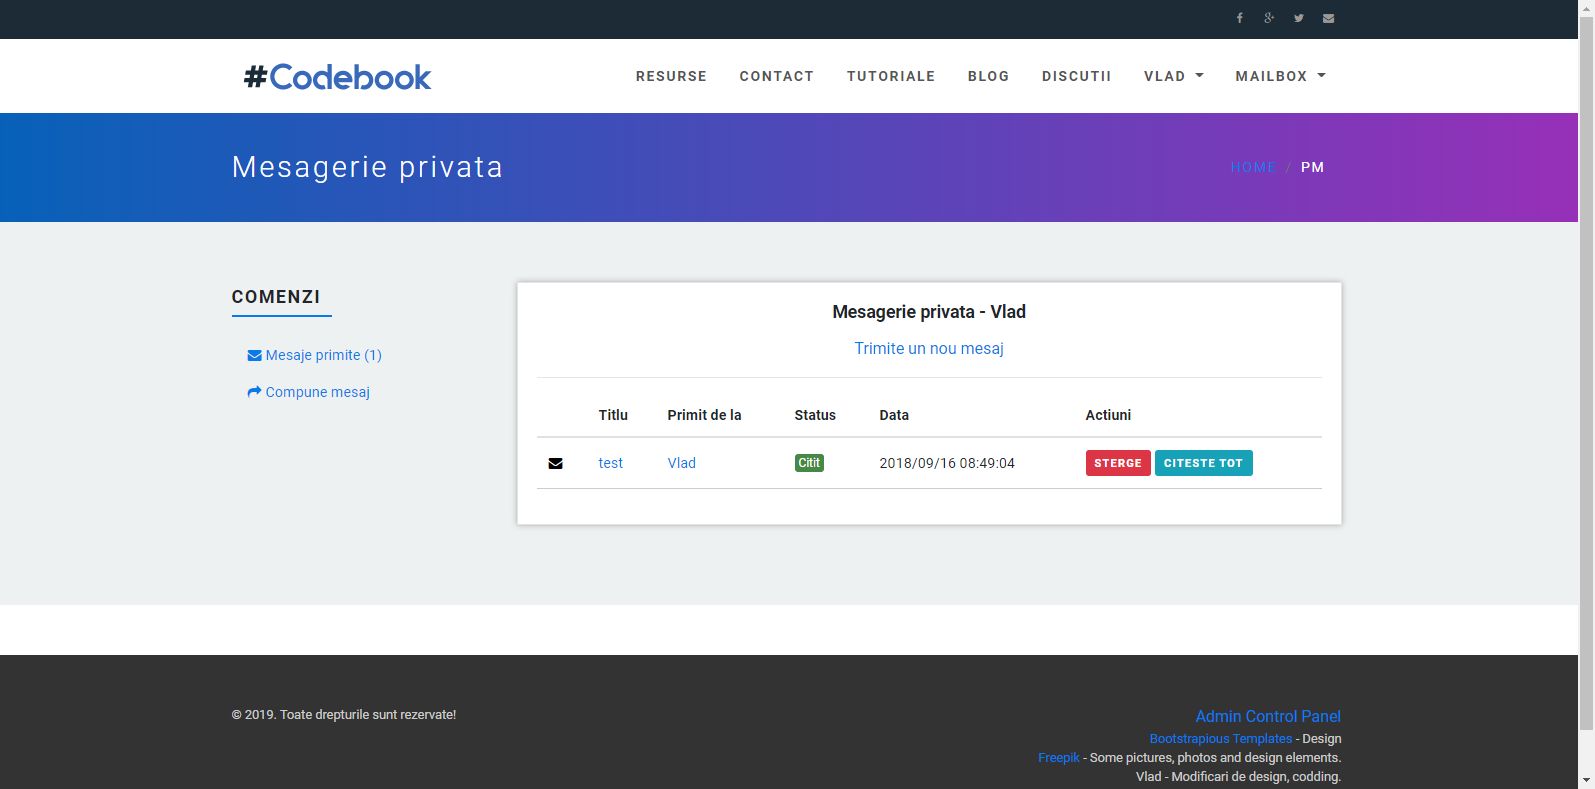 #Codebook
RESURSE CONTACT TUTORIALE BLOG DISCUTII VLAD MAILBOX
Mesagerie privata
HOME / PM
COMENZI
Mesaje primite (1)
Compune mesaj
Mesagerie privata - Vlad
Trimite un nou mesaj
Titlu Primit de la Status Data Actiuni
test Vlad Citit 2018/09/16 08:49:04 STERGE CITESTE TOT
© 2019. Toate drepturile sunt rezervate!
Admin Control Panel
Bootstrapious Templates - Design
Freepik - Some pictures, photos and design elements.
Vlad - Modificari de design, codding.